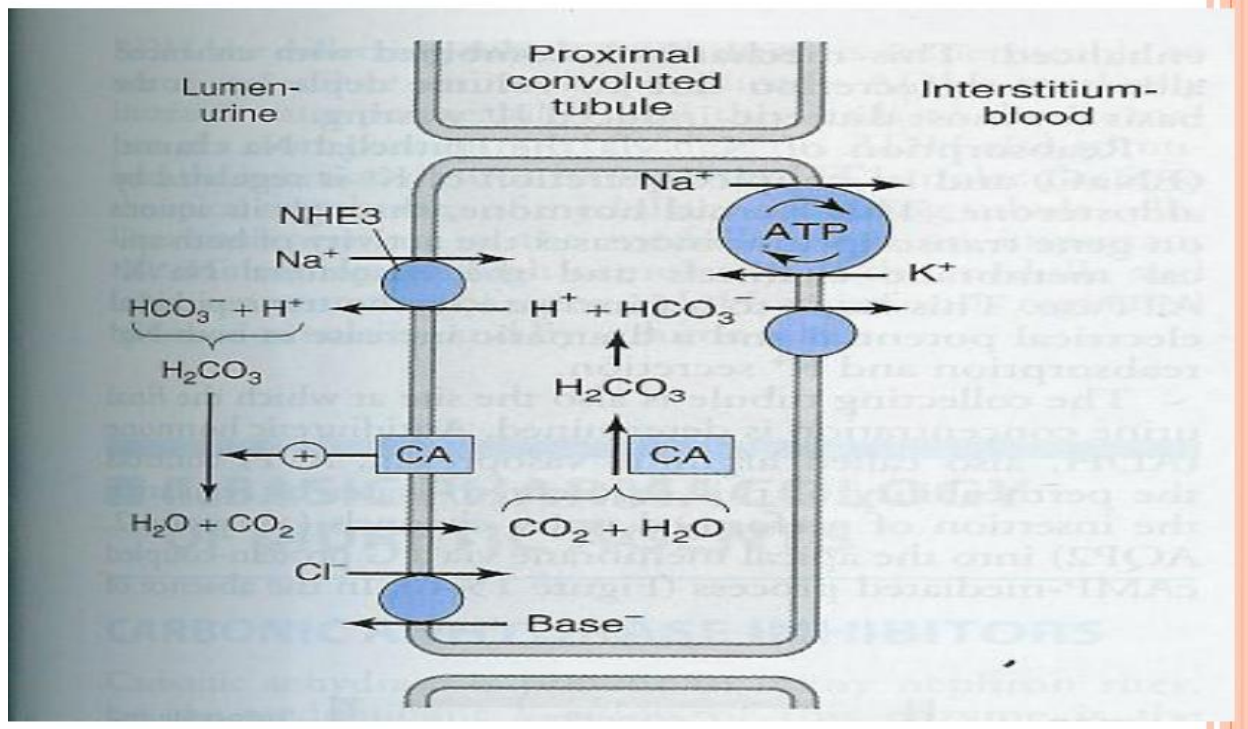 Proximal
convoluted
tubule
Lumen-
urine
Interstitium-
blood
Na⁺
ATP
K⁺
NHE3
Na⁺
HCO₃⁻ + H⁺
H⁺ + HCO₃⁻
H₂CO₃
H₂CO₃
+
CA
CA
H₂O + CO₂
CO₂ + H₂O
Cl⁻
Base⁻